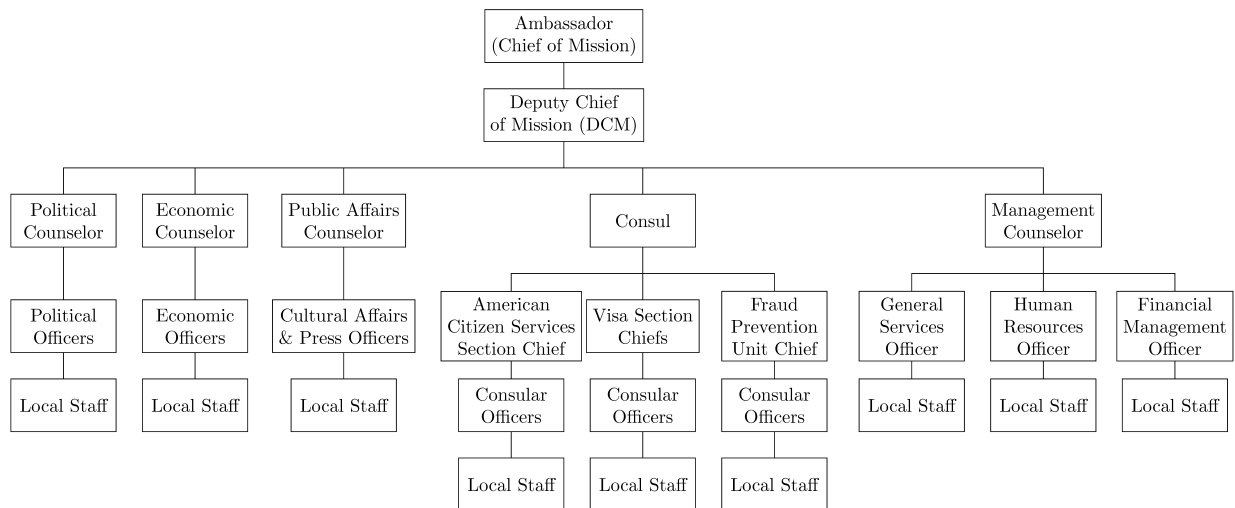 Ambassador
(Chief of Mission)
Deputy Chief
of Mission (DCM)
Political
Counselor
Economic
Counselor
Public Affairs
Counselor
Consul
Management
Counselor
Political
Officers
Economic
Officers
Cultural Affairs
& Press Officers
American
Citizen Services
Section Chief
Visa Section
Chiefs
Fraud
Prevention
Unit Chief
General
Services
Officer
Human
Resources
Officer
Financial
Management
Officer
Local Staff
Local Staff
Local Staff
Consular
Officers
Consular
Officers
Consular
Officers
Local Staff
Local Staff
Local Staff
Local Staff
Local Staff
Local Staff